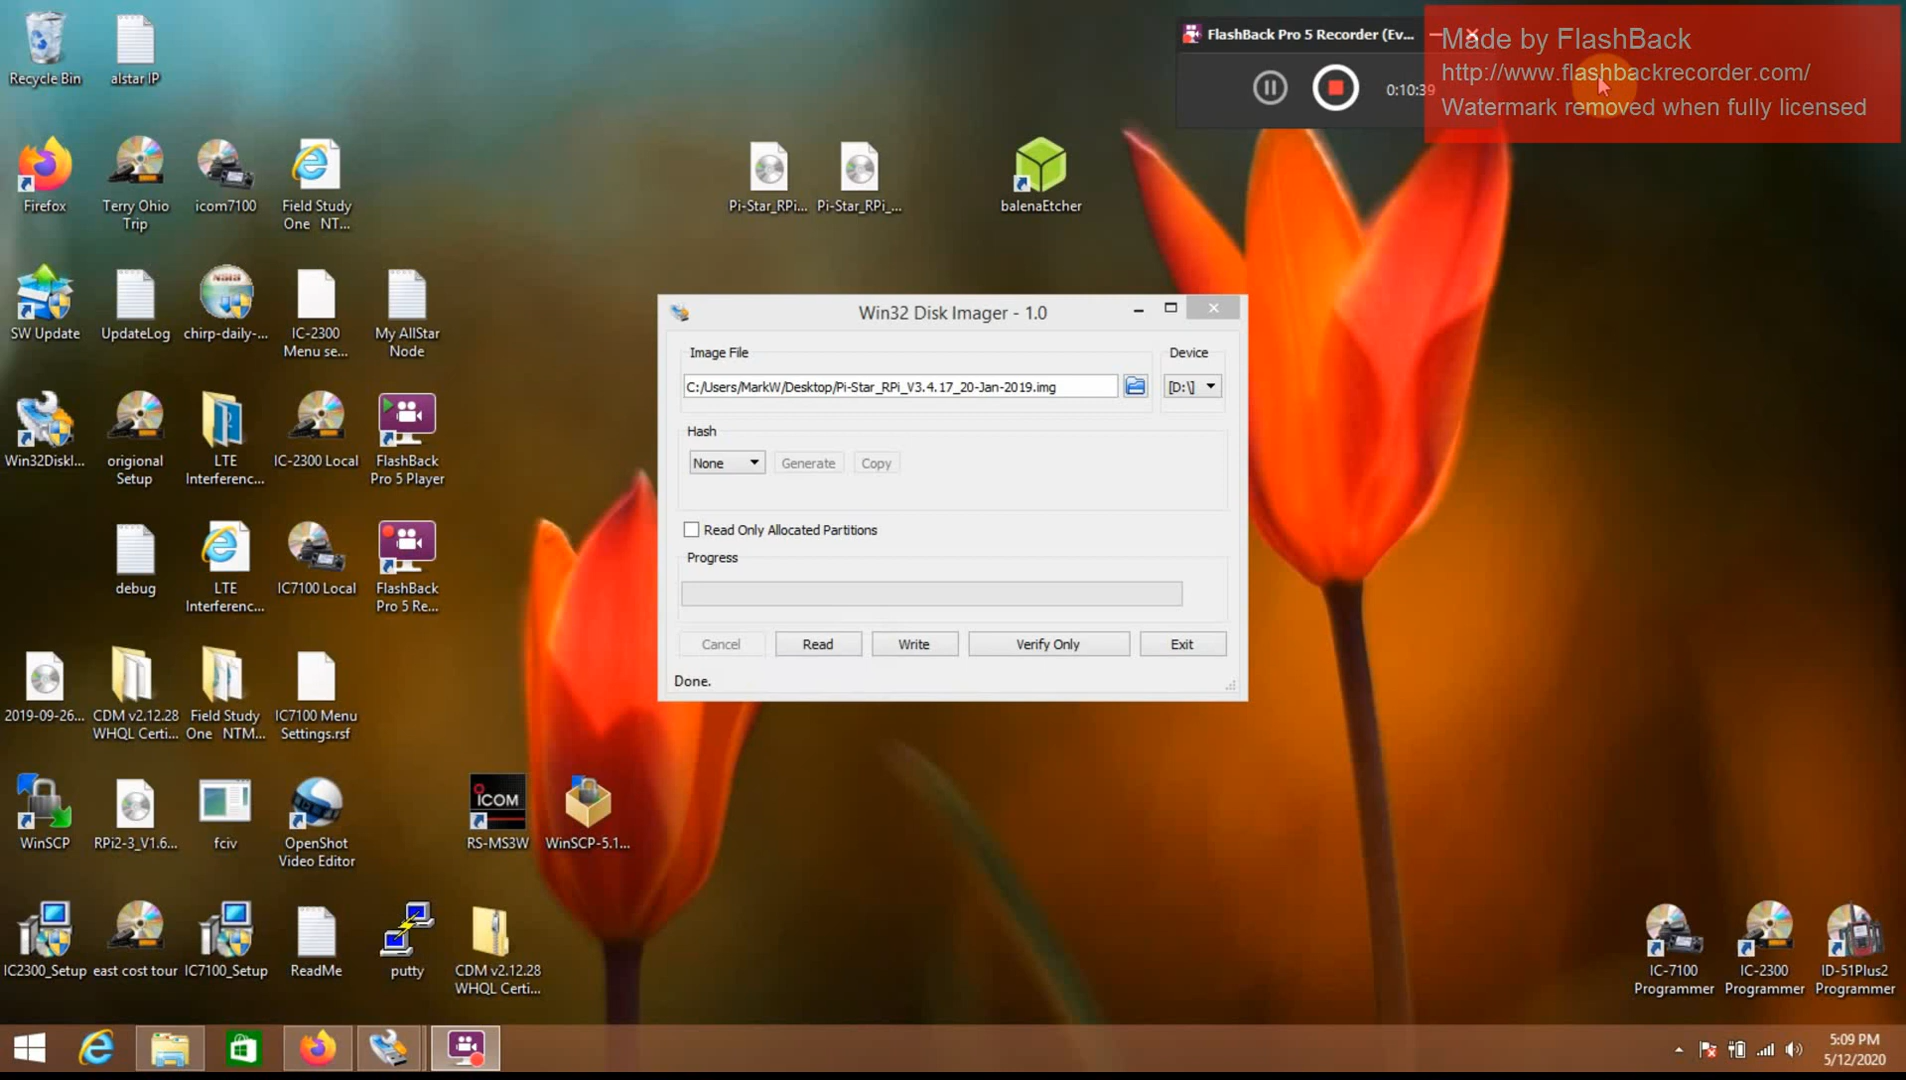 FlashBack Pro 5 Recorder (Ev...
0:10:39
Made by FlashBack
http://www.flashbackrecorder.com/
Watermark removed when fully licensed
Recycle Bin
alstar IP
Firefox
Terry Ohio
Trip
icom7100
Field Study
One NT...
Pi-Star_RPi...
Pi-Star_RPi_...
balenaEtcher
SW Update
UpdateLog
chirp-daily-...
IC-2300
Menu se...
My AllStar
Node
Win32 Disk Imager - 1.0
Image File
Device
C:/Users/MarkW/Desktop/Pi-Star_RPi_V3.4.17_20-Jan-2019.img
[D:\]
Hash
None
Generate
Copy
Read Only Allocated Partitions
Progress
Cancel
Read
Write
Verify Only
Exit
Done.
Win32DiskI...
origional
Setup
LTE
Interferenc...
IC-2300 Local
FlashBack
Pro 5 Player
debug
LTE
Interferenc...
IC7100 Local
FlashBack
Pro 5 Re...
2019-09-26...
CDM v2.12.28
WHQL Certi...
Field Study
One NTM...
IC7100 Menu
Settings.rsf
WinSCP
RPi2-3_V1.6...
fciv
OpenShot
Video Editor
ICOM
RS-MS3W
WinSCP-5.1...
IC2300_Setup
east cost tour
IC7100_Setup
ReadMe
putty
CDM v2.12.28
WHQL Certi...
IC-7100
Programmer
IC-2300
Programmer
ID-51Plus2
Programmer
5:09 PM
5/12/2020